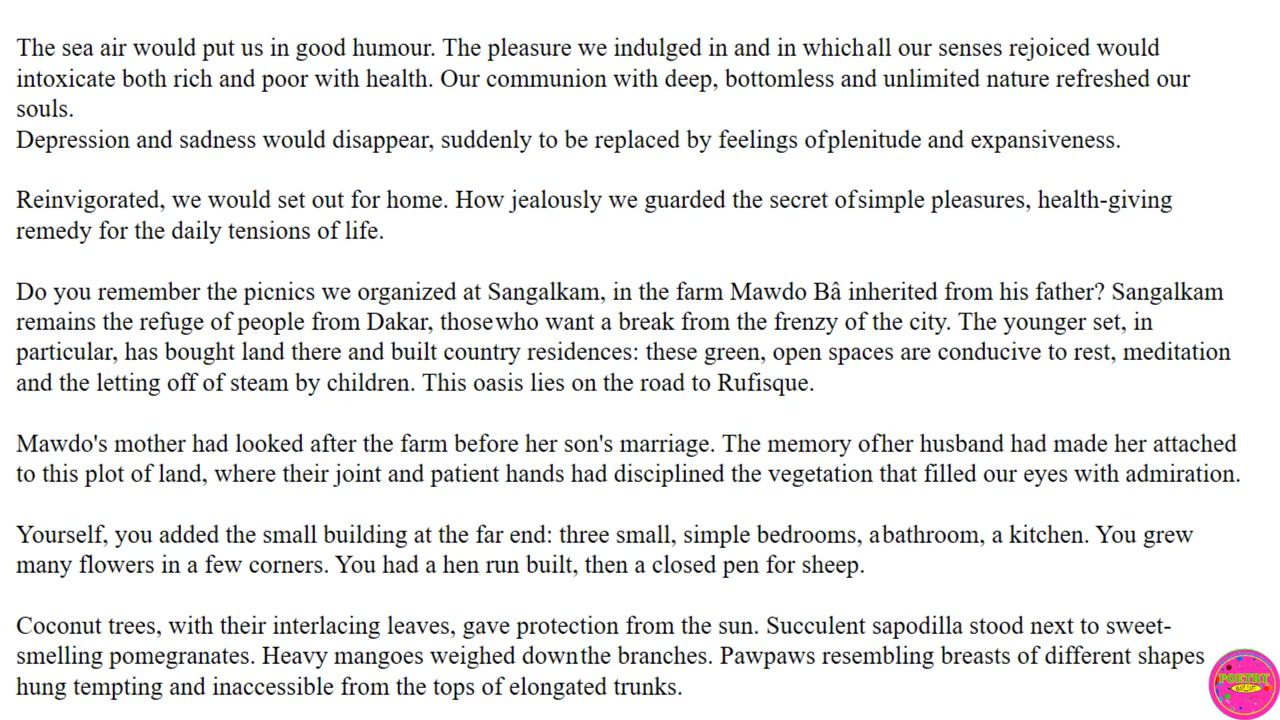 The sea air would put us in good humour. The pleasure we indulged in and in whichall our senses rejoiced would
intoxicate both rich and poor with health. Our communion with deep, bottomless and unlimited nature refreshed our
souls.
Depression and sadness would disappear, suddenly to be replaced by feelings ofplenitude and expansiveness.
Reinvigorated, we would set out for home. How jealously we guarded the secret ofsimple pleasures, health-giving
remedy for the daily tensions of life.
Do you remember the picnics we organized at Sangalkam, in the farm Mawdo Bâ inherited from his father? Sangalkam
remains the refuge of people from Dakar, thosewho want a break from the frenzy of the city. The younger set, in
particular, has bought land there and built country residences: these green, open spaces are conducive to rest, meditation
and the letting off of steam by children. This oasis lies on the road to Rufisque.
Mawdo's mother had looked after the farm before her son's marriage. The memory ofher husband had made her attached
to this plot of land, where their joint and patient hands had disciplined the vegetation that filled our eyes with admiration.
Yourself, you added the small building at the far end: three small, simple bedrooms, abathroom, a kitchen. You grew
many flowers in a few corners. You had a hen run built, then a closed pen for sheep.
Coconut trees, with their interlacing leaves, gave protection from the sun. Succulent sapodilla stood next to sweet-
smelling pomegranates. Heavy mangoes weighed downthe branches. Pawpaws resembling breasts of different shapes
hung tempting and inaccessible from the tops of elongated trunks.
POETRY